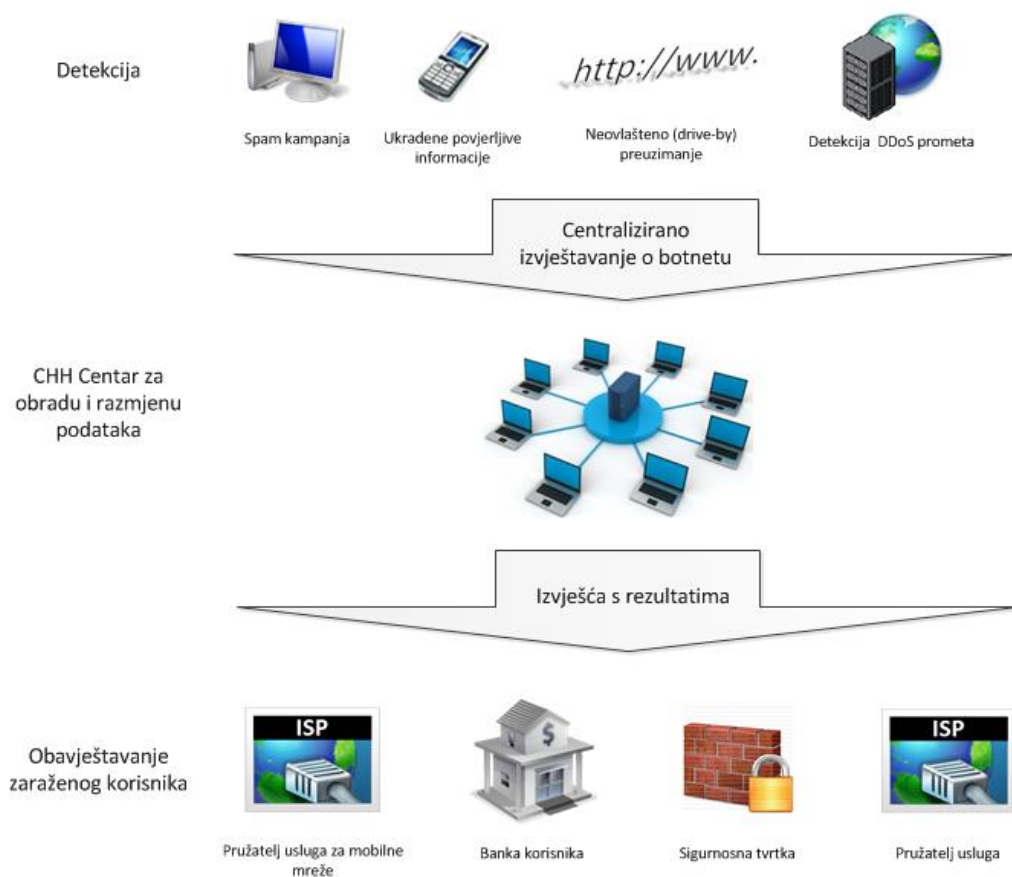 Detekcija
http://www.
Spam kampanja
Ukradene povjerljive
informacije
Neovlašteno (drive-by)
preuzimanje
Detekcija DDoS prometa
Centralizirano
izvještavanje o botnetu
CHH Centar za
obradu i razmjenu
podataka
Izvješća s rezultatima
Obavještavanje
zaraženog korisnika
ISP
$
ISP
Pružatelj usluga za mobilne
mreže
Banka korisnika
Sigurnosna tvrtka
Pružatelj usluga